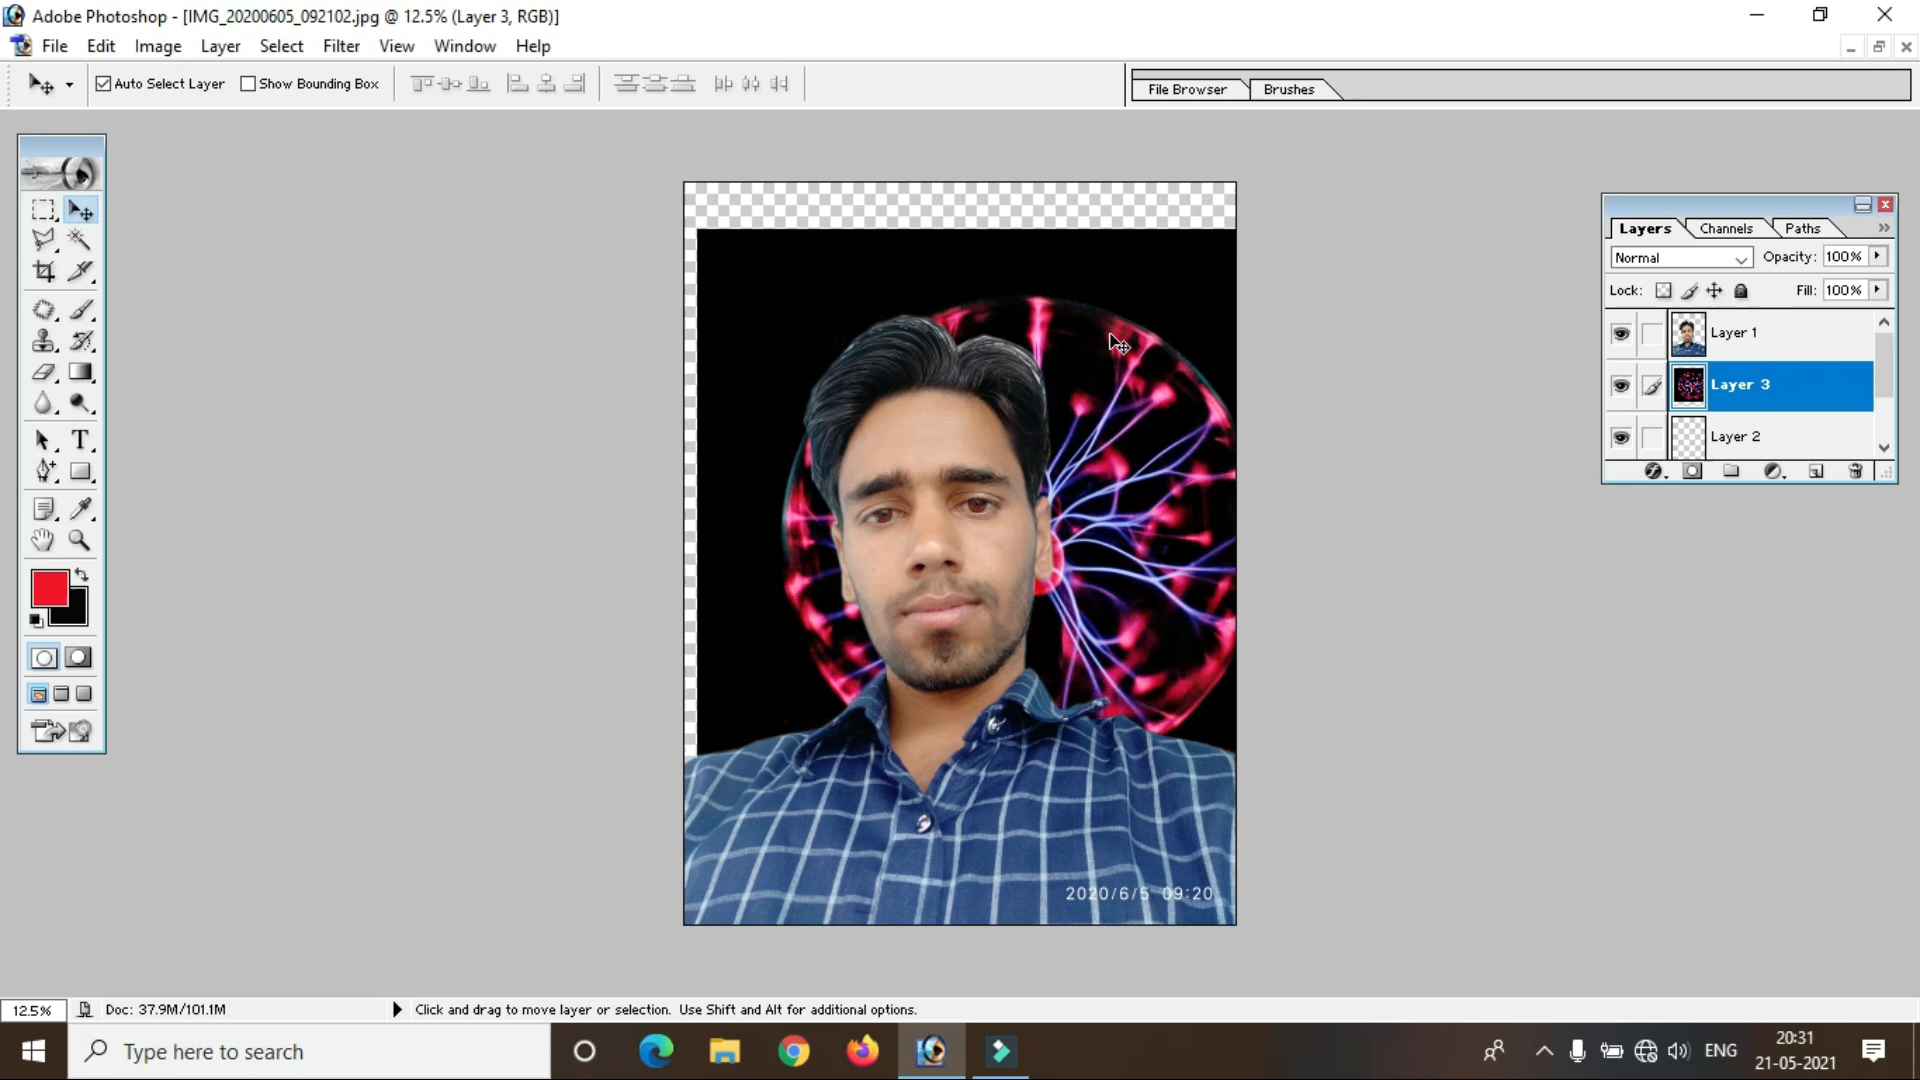 Adobe Photoshop - [IMG_20200605_092102.jpg @ 12.5% (Layer 3, RGB)]
File Edit Image Layer Select Filter View Window Help
Auto Select Layer Show Bounding Box File Browser Brushes
Layers Channels Paths
Normal Opacity: 100%
Lock: Fill: 100%
Layer 1
Layer 3
Layer 2
T
2020/6/5 09:20
12.5% Doc: 37.9M/101.1M Click and drag to move layer or selection. Use Shift and Alt for additional options.
Type here to search
ENG
20:31
21-05-2021